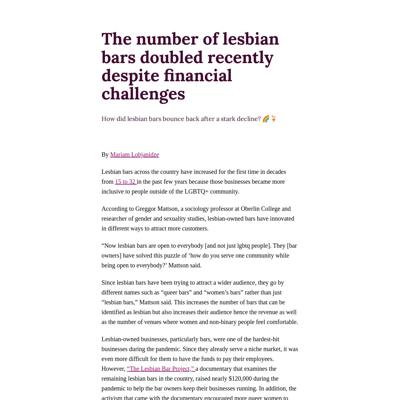 The number of lesbian
bars doubled recently
despite financial
challenges
How did lesbian bars bounce back after a stark decline? 🌈🍹
By Mariam Lobjanidze
Lesbian bars across the country have increased for the first time in decades
from 15 to 32 in the past few years because those businesses became more
inclusive to people outside of the LGBTQ+ community.
According to Greggor Mattson, a sociology professor at Oberlin College and
researcher of gender and sexuality studies, lesbian-owned bars have innovated
in different ways to attract more customers.
“Now lesbian bars are open to everybody [and not just lgbtq people]. They [bar
owners] have solved this puzzle of ‘how do you serve one community while
being open to everybody?’ Mattson said.
Since lesbian bars have been trying to attract a wider audience, they go by
different names such as “queer bars” and “women’s bars” rather than just
“lesbian bars,” Mattson said. This increases the number of bars that can be
identified as lesbian but also increases their audience hence the revenue as well
as the number of venues where women and non-binary people feel comfortable.
Lesbian-owned businesses, particularly bars, were one of the hardest-hit
businesses during the pandemic. Since they already serve a niche market, it was
even more difficult for them to have the funds to pay their employees.
However, “The Lesbian Bar Project,” a documentary that examines the
remaining lesbian bars in the country, raised nearly $120,000 during the
pandemic to help the bar owners keep their businesses running. In addition, the
activism that came with the documentary encouraged more queer women to